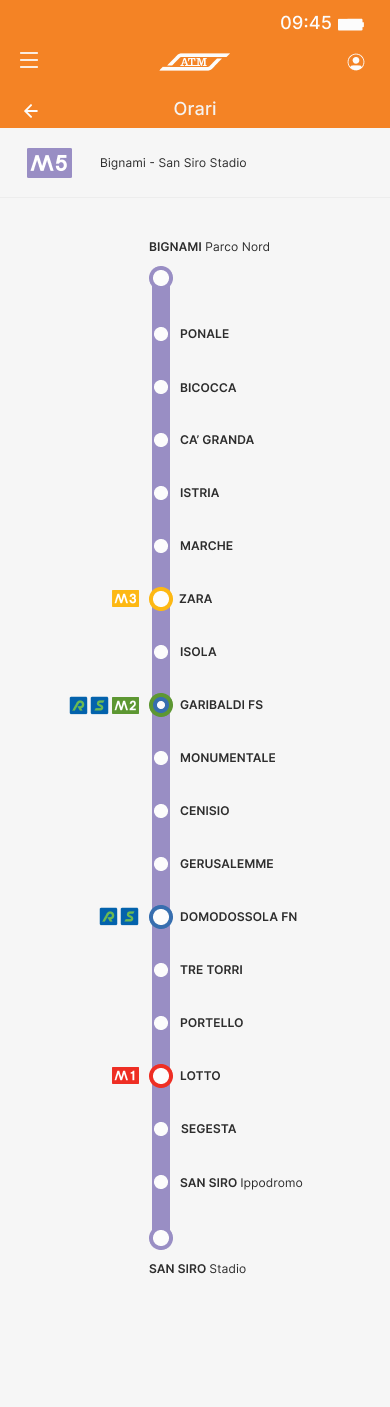 09:45
ATM
Orari
M5 Bignami - San Siro Stadio
BIGNAMI Parco Nord
PONALE
BICOCCA
CA' GRANDA
ISTRIA
MARCHE
M3 ZARA
ISOLA
R S M2 GARIBALDI FS
MONUMENTALE
CENISIO
GERUSALEMME
R S DOMODOSSOLA FN
TRE TORRI
PORTELLO
M1 LOTTO
SEGESTA
SAN SIRO Ippodromo
SAN SIRO Stadio